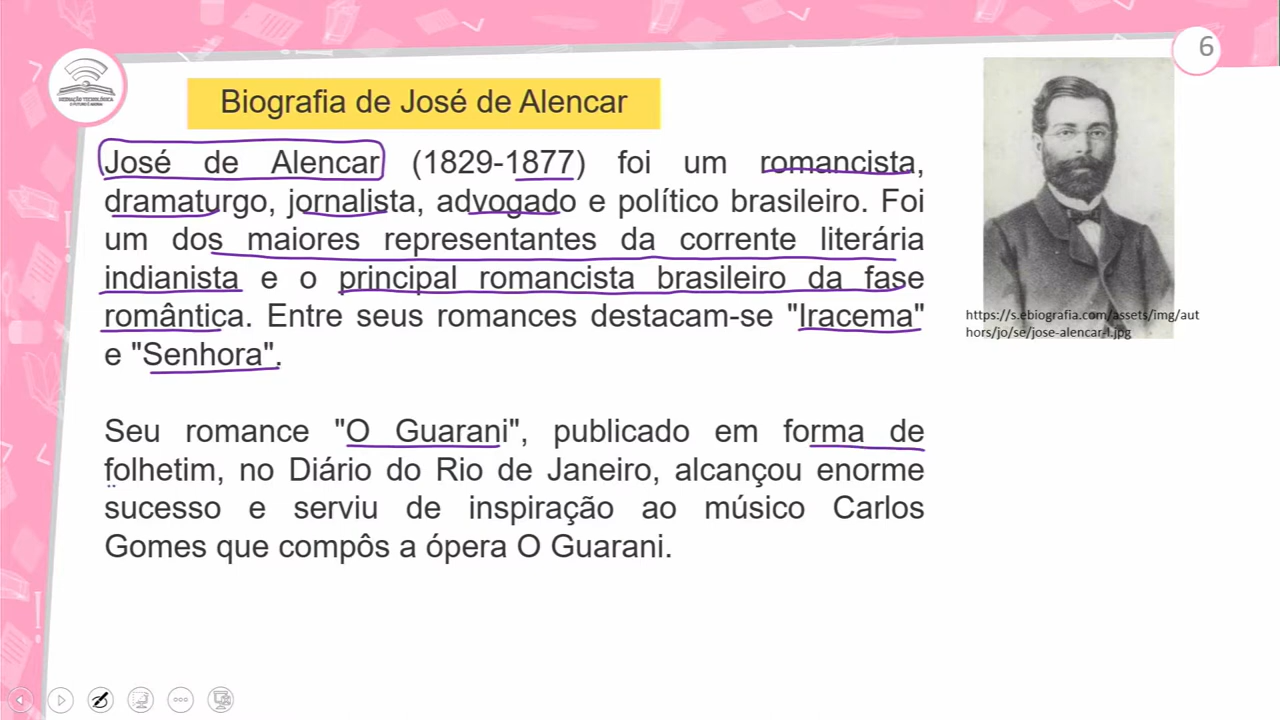 6
Biografia de José de Alencar
José de Alencar (1829-1877) foi um romancista,
dramaturgo, jornalista, advogado e político brasileiro. Foi
um dos maiores representantes da corrente literária
indianista e o principal romancista brasileiro da fase
romântica. Entre seus romances destacam-se "Iracema"
e "Senhora".
Seu romance "O Guarani", publicado em forma de
folhetim, no Diário do Rio de Janeiro, alcançou enorme
sucesso e serviu de inspiração ao músico Carlos
Gomes que compôs a ópera O Guarani.
https://s.ebiografia.com/assets/img/aut
hors/jo/se/jose-alencar-l.jpg
MEDIAÇÃO TECNOLÓGICA
O FUTURO É AGORA